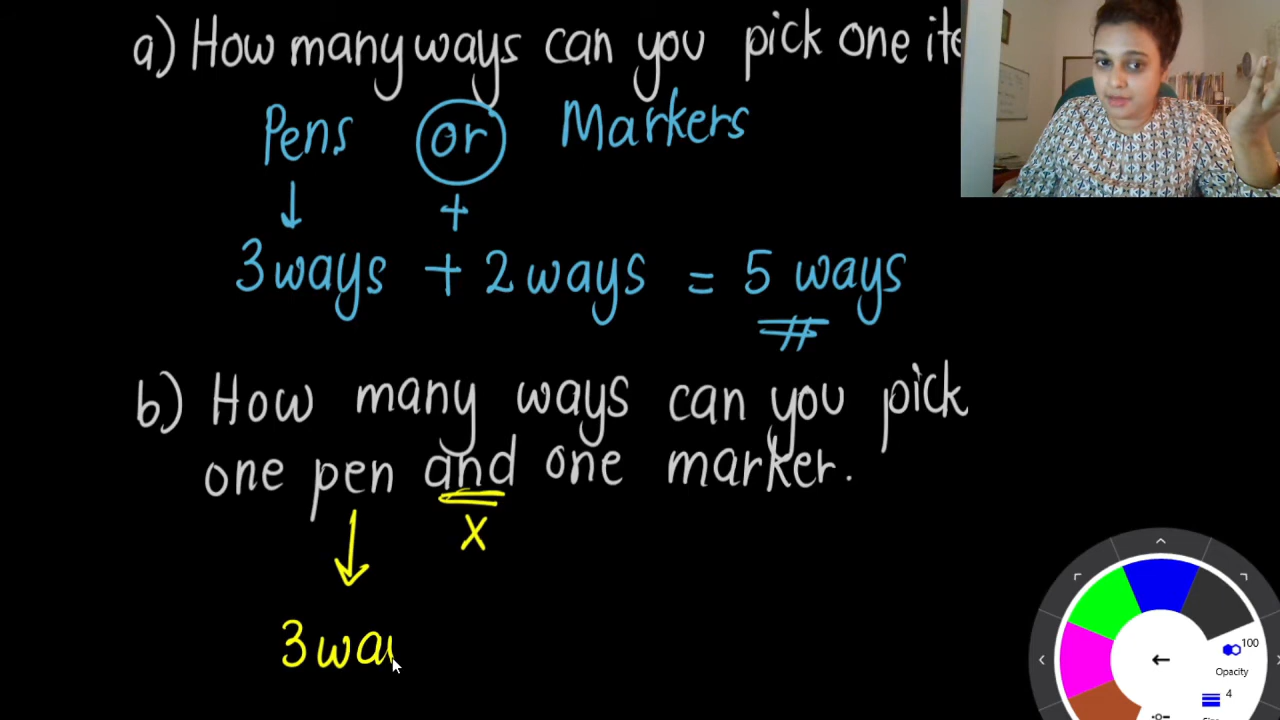 a) How many ways can you pick one ite
Pens or Markers
+
3 ways + 2 ways = 5 ways
b) How many ways can you pick
one pen and one marker.
x
3 wa
100
Opacity
4